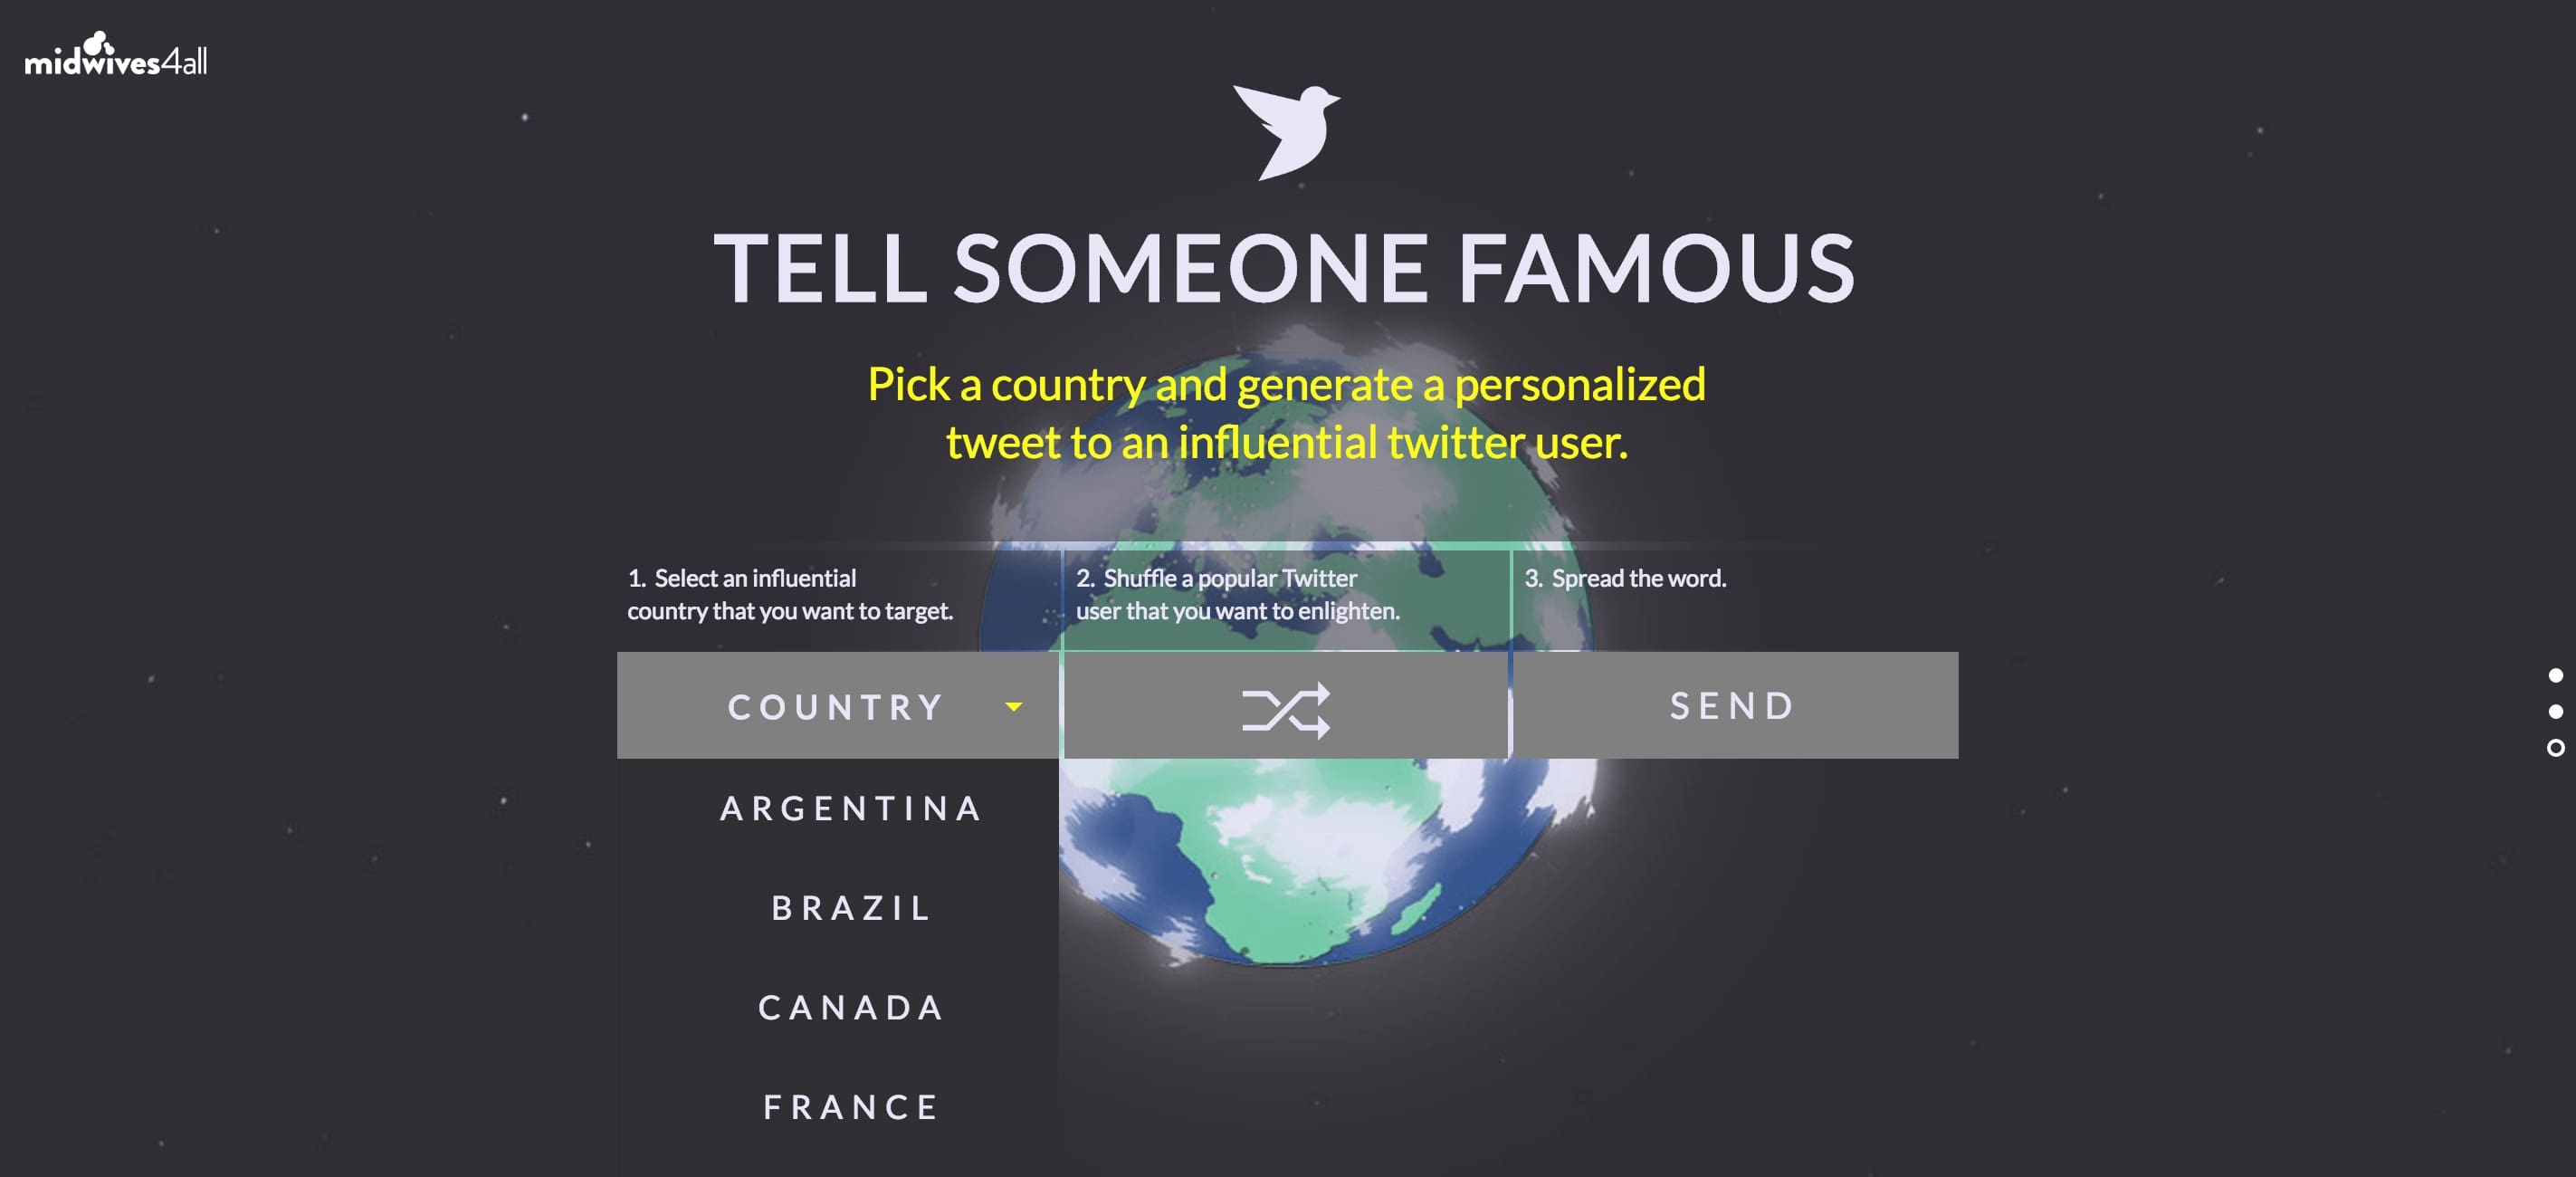 midwives4all
TELL SOMEONE FAMOUS
Pick a country and generate a personalized
tweet to an influential twitter user.
1. Select an influential
country that you want to target.
2. Shuffle a popular Twitter
user that you want to enlighten.
3. Spread the word.
COUNTRY
SEND
ARGENTINA
BRAZIL
CANADA
FRANCE